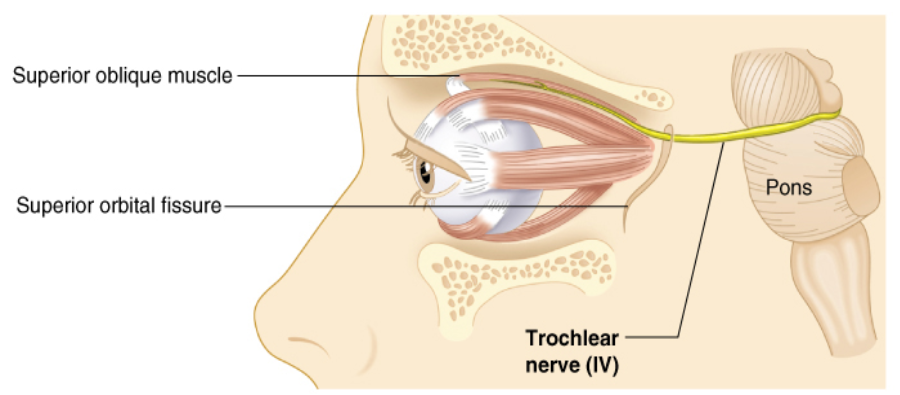 Superior oblique muscle
Pons
Superior orbital fissure
Trochlear
nerve (IV)